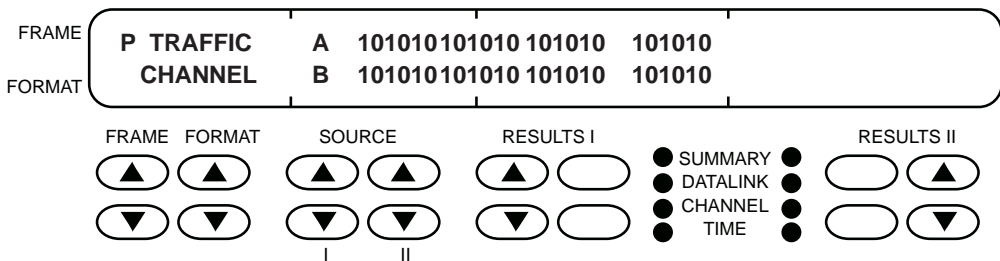 FRAME
FORMAT
P TRAFFIC A 101010101010 101010 101010
CHANNEL B 101010101010 101010 101010
FRAME FORMAT SOURCE RESULTS I RESULTS II
SUMMARY
DATALINK
CHANNEL
TIME
I II